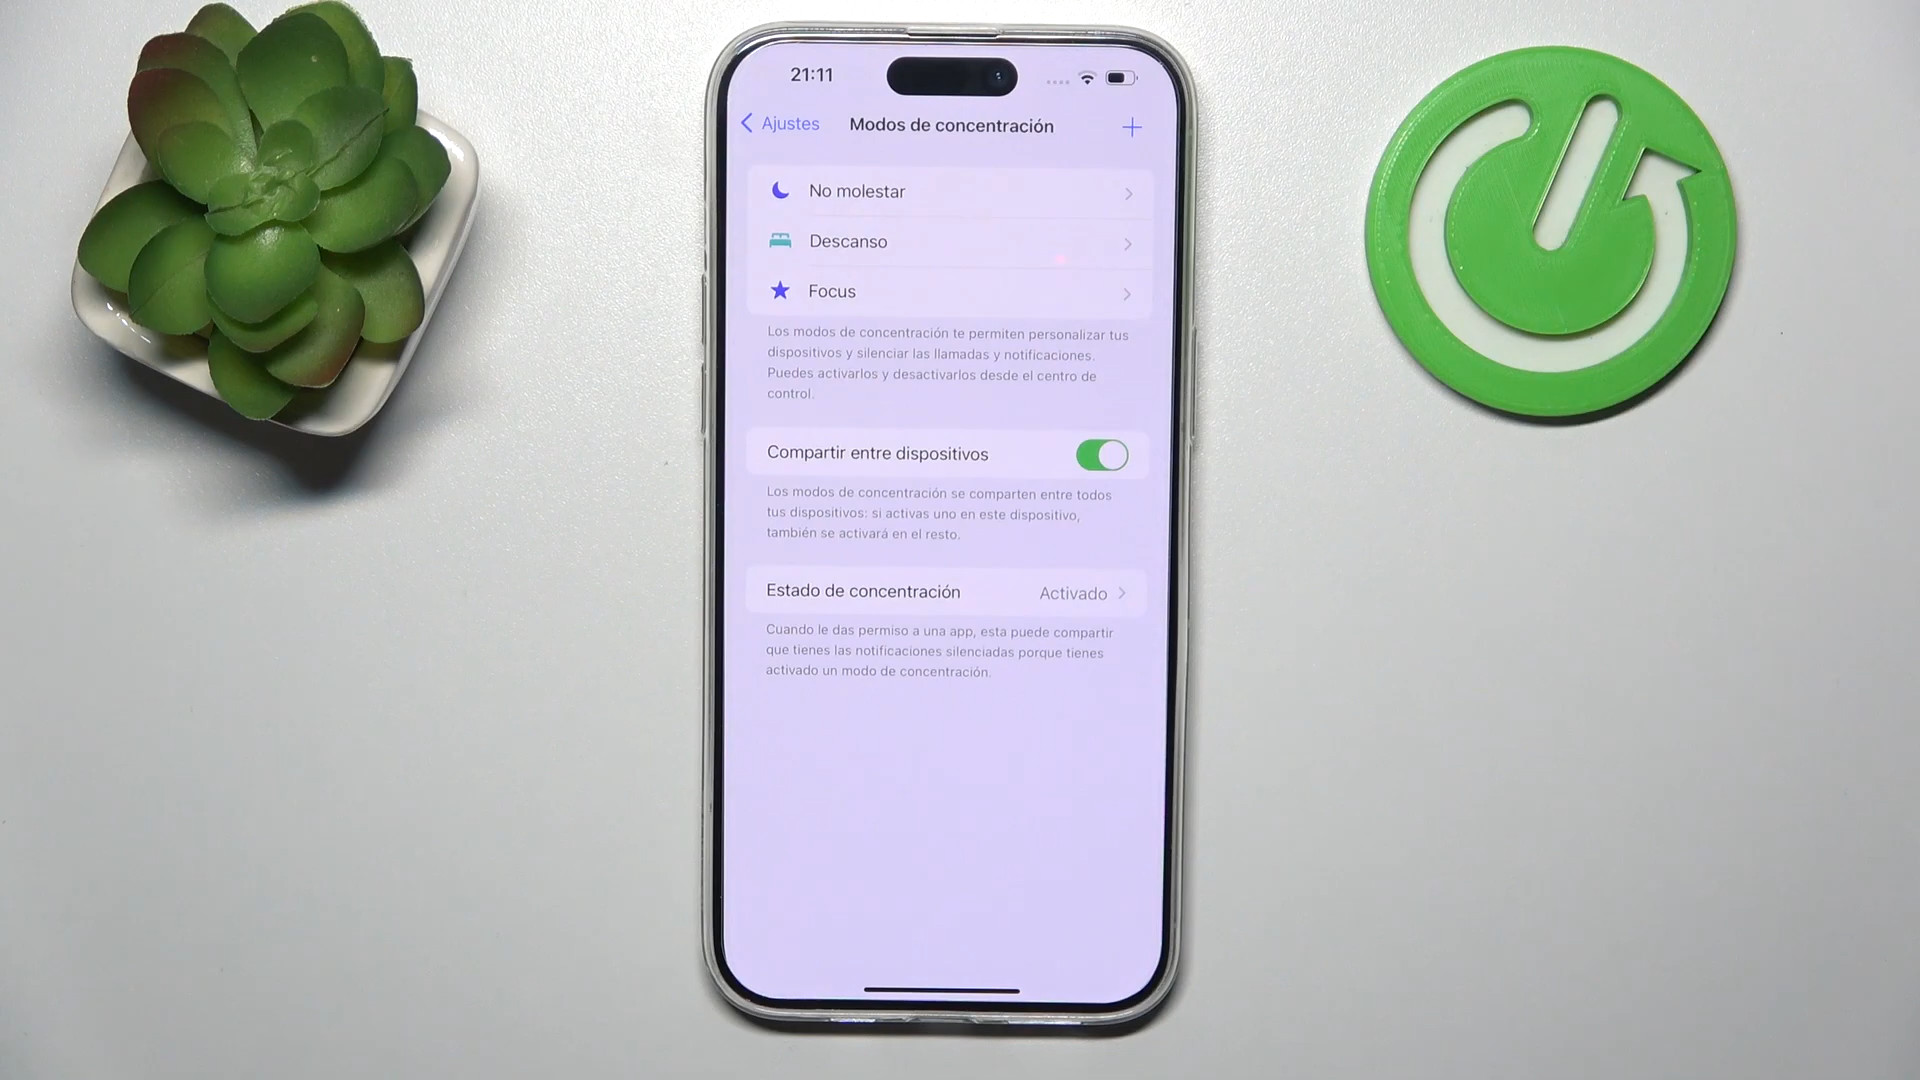 21:11
Ajustes
Modos de concentración
No molestar
Descanso
Focus
Los modos de concentración te permiten personalizar tus
dispositivos y silenciar las llamadas y notificaciones.
Puedes activarlos y desactivarlos desde el centro de
control.
Compartir entre dispositivos
Los modos de concentración se comparten entre todos
tus dispositivos: si activas uno en este dispositivo,
también se activará en el resto.
Estado de concentración Activado
Cuando le das permiso a una app, esta puede compartir
que tienes las notificaciones silenciadas porque tienes
activado un modo de concentración.